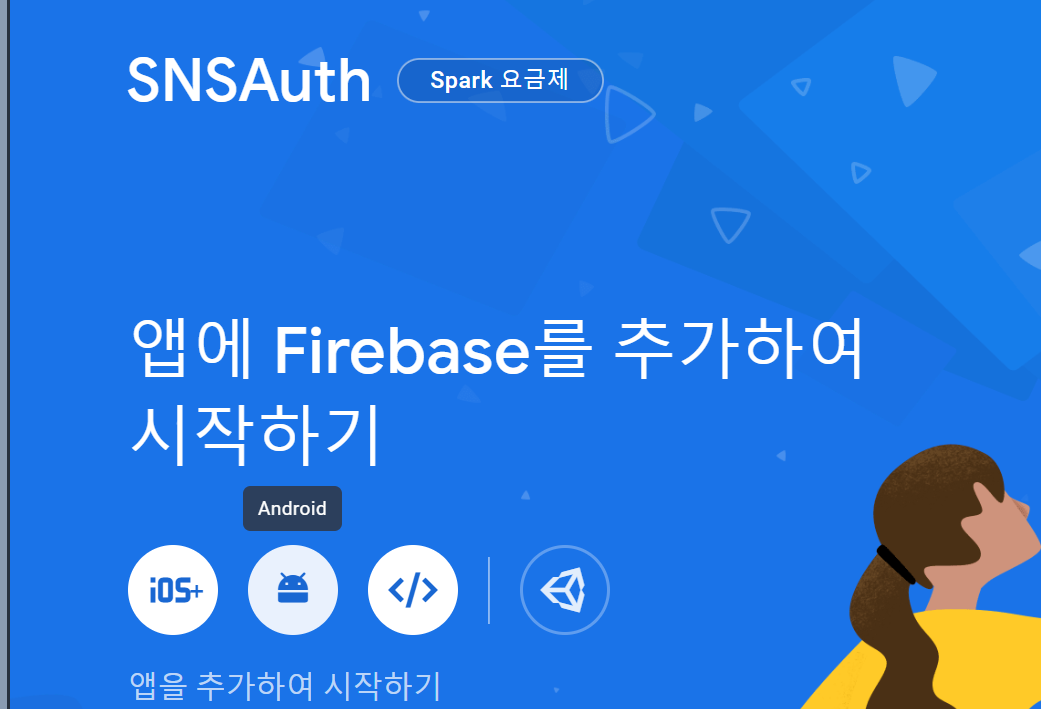 SNSAuth
Spark 요금제
앱에 Firebase를 추가하여
시작하기
Android
iOS+
앱을 추가하여 시작하기